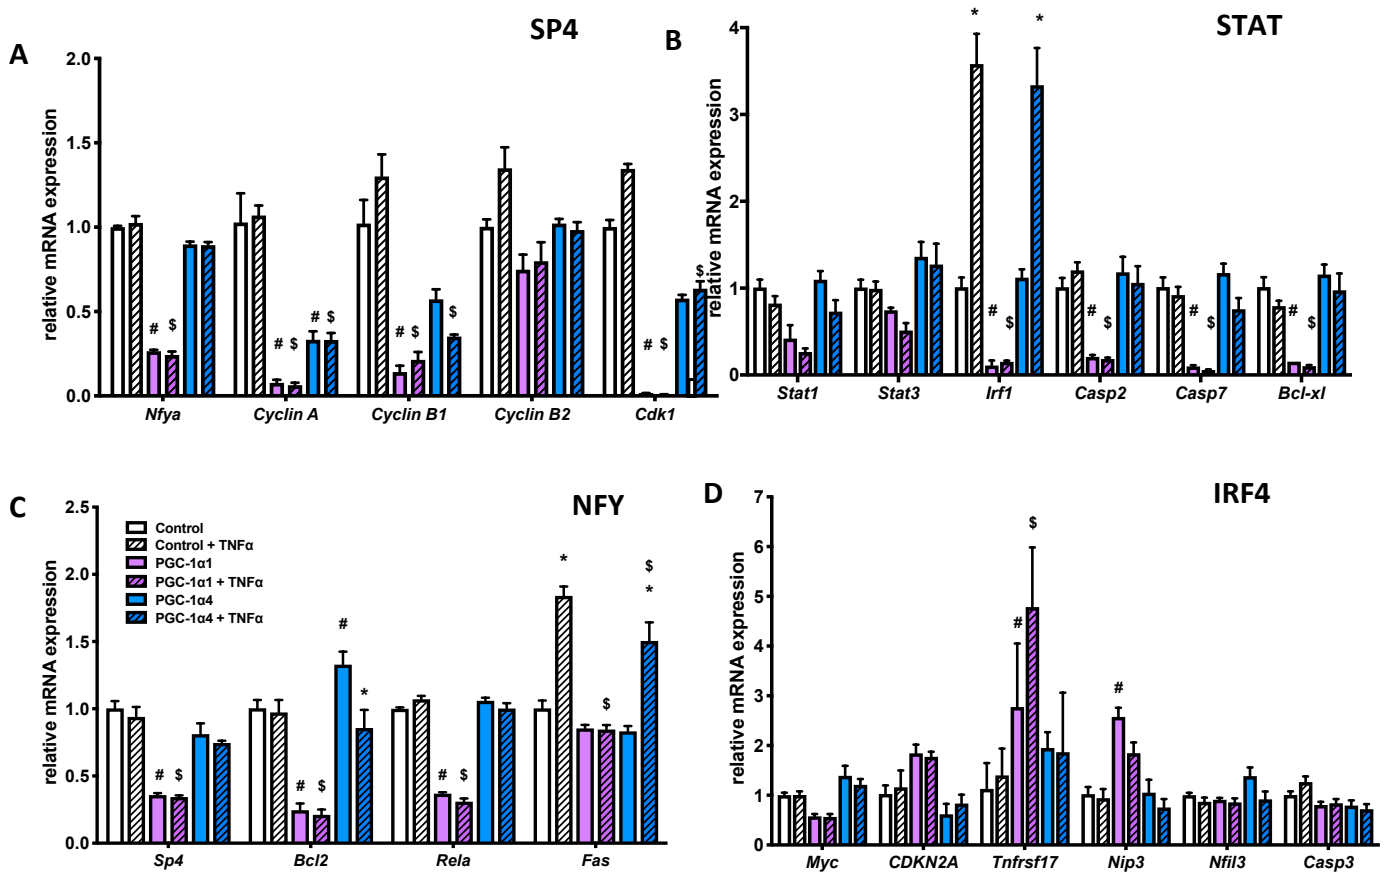 A
SP4
relative mRNA expression
2.0
1.5
1.0
0.5
0.0
# $
# $ # $
# $ $
# $ $
Nfya Cyclin A Cyclin B1 Cyclin B2 Cdk1
B
STAT
relative mRNA expression
4
3
2
1
0
* *
# $
# $
# $
# $
Stat1 Stat3 Irf1 Casp2 Casp7 Bcl-xl
C
NFY
relative mRNA expression
2.5
2.0
1.5
1.0
0.5
0.0
Control
Control + TNFα
PGC-1α1
PGC-1α1 + TNFα
PGC-1α4
PGC-1α4 + TNFα
# $
# $ # *
# $
* $ $ *
Sp4 Bcl2 Rela Fas
D
IRF4
relative mRNA expression
7
6
5
4
3
2
1
0
# $
#
Myc CDKN2A Tnfrsf17 Nip3 Nfil3 Casp3